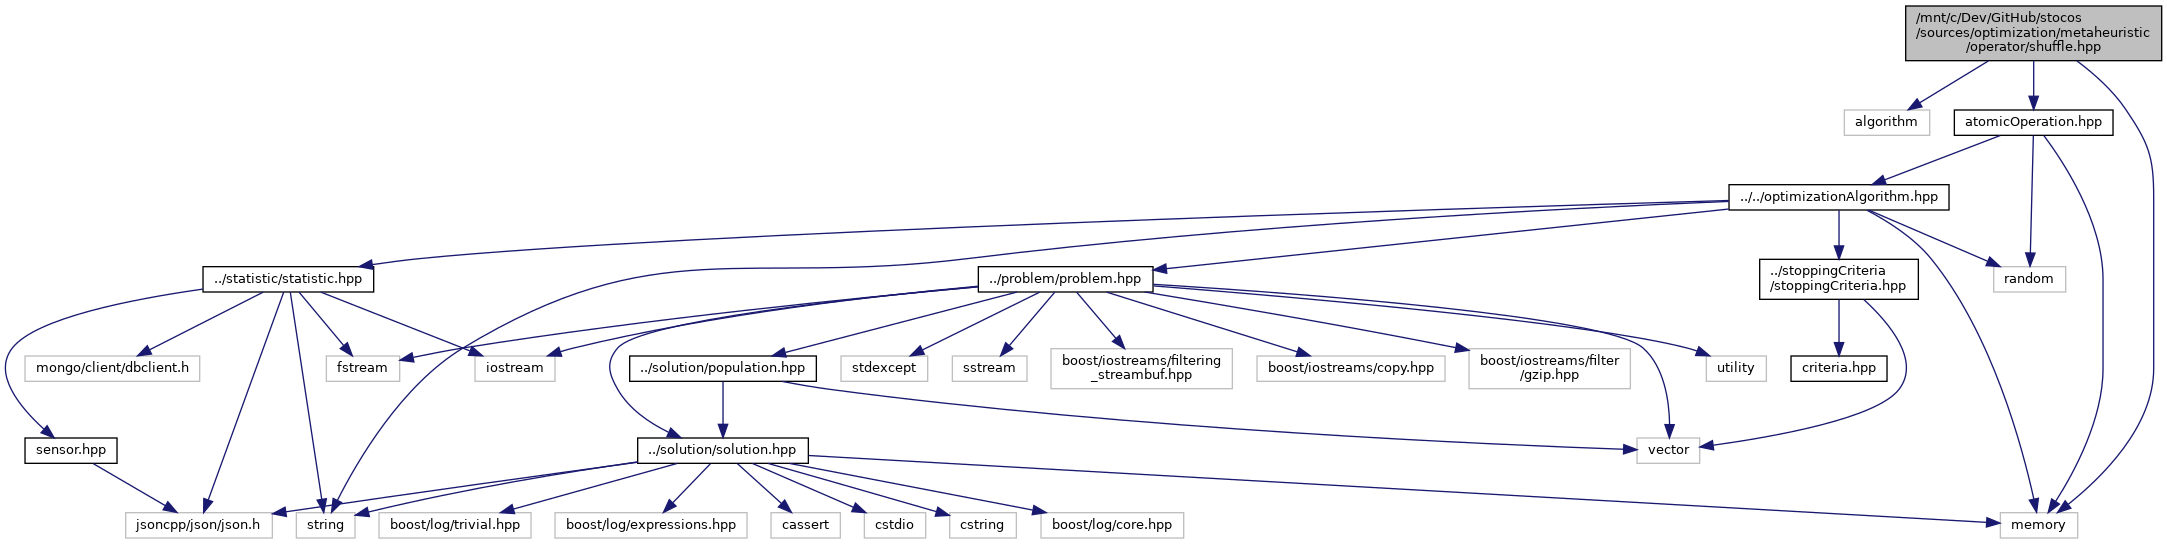 /mnt/c/Dev/GitHub/stocos
/sources/optimization/metaheuristic
/operator/shuffle.hpp
algorithm
atomicOperation.hpp
../../optimizationAlgorithm.hpp
../statistic/statistic.hpp
../problem/problem.hpp
../stoppingCriteria
/stoppingCriteria.hpp
random
mongo/client/dbclient.h
fstream
iostream
../solution/population.hpp
stdexcept
sstream
boost/iostreams/filtering
_streambuf.hpp
boost/iostreams/copy.hpp
boost/iostreams/filter
/gzip.hpp
utility
criteria.hpp
sensor.hpp
../solution/solution.hpp
vector
jsoncpp/json/json.h
string
boost/log/trivial.hpp
boost/log/expressions.hpp
cassert
cstdio
cstring
boost/log/core.hpp
memory